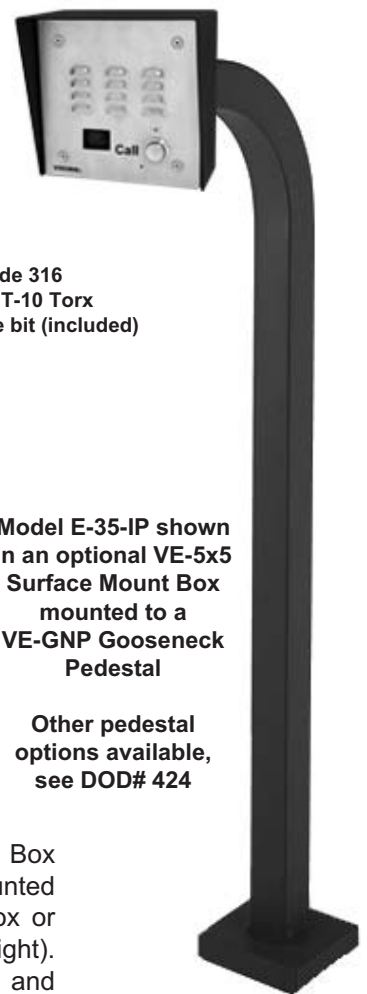 Call
de 316
T-10 Torx
e bit (included)
Model E-35-IP shown
n an optional VE-5x5
Surface Mount Box
mounted to a
VE-GNP Gooseneck
Pedestal
Other pedestal
options available,
see DOD# 424
Box
unted
ox or
ight).
and